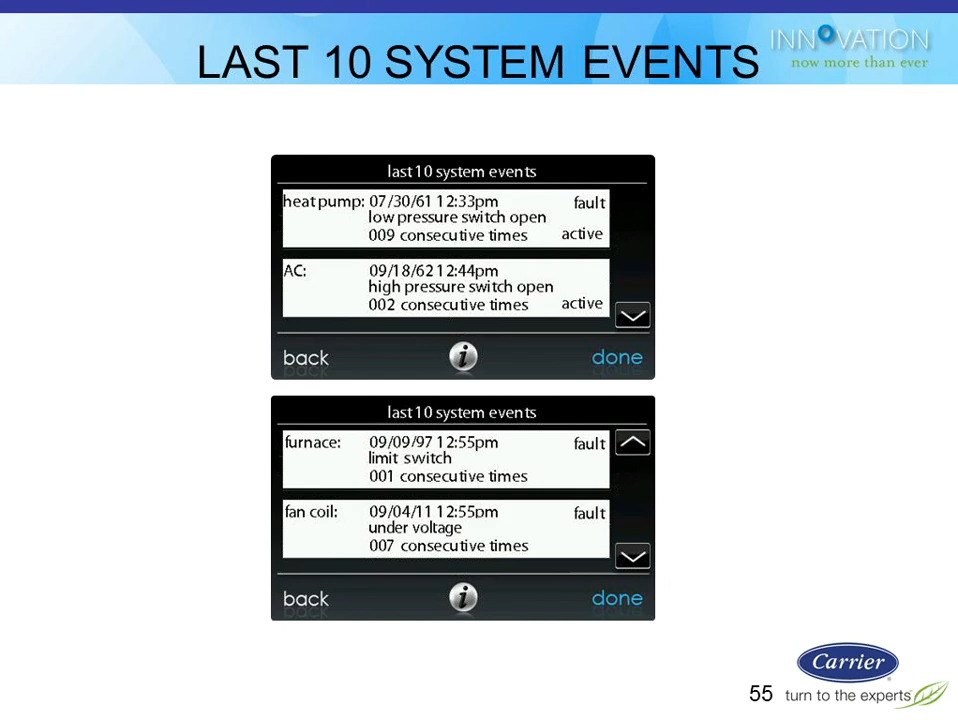 INNOVATION
now more than ever
LAST 10 SYSTEM EVENTS
last 10 system events
heat pump: 07/30/61 12:33pm fault
low pressure switch open
009 consecutive times active
AC: 09/18/62 12:44pm
high pressure switch open
002 consecutive times active
back i done
last 10 system events
furnace: 09/09/97 12:55pm fault
limit switch
001 consecutive times
fan coil: 09/04/11 12:55pm fault
under voltage
007 consecutive times
back i done
Carrier
55 turn to the experts